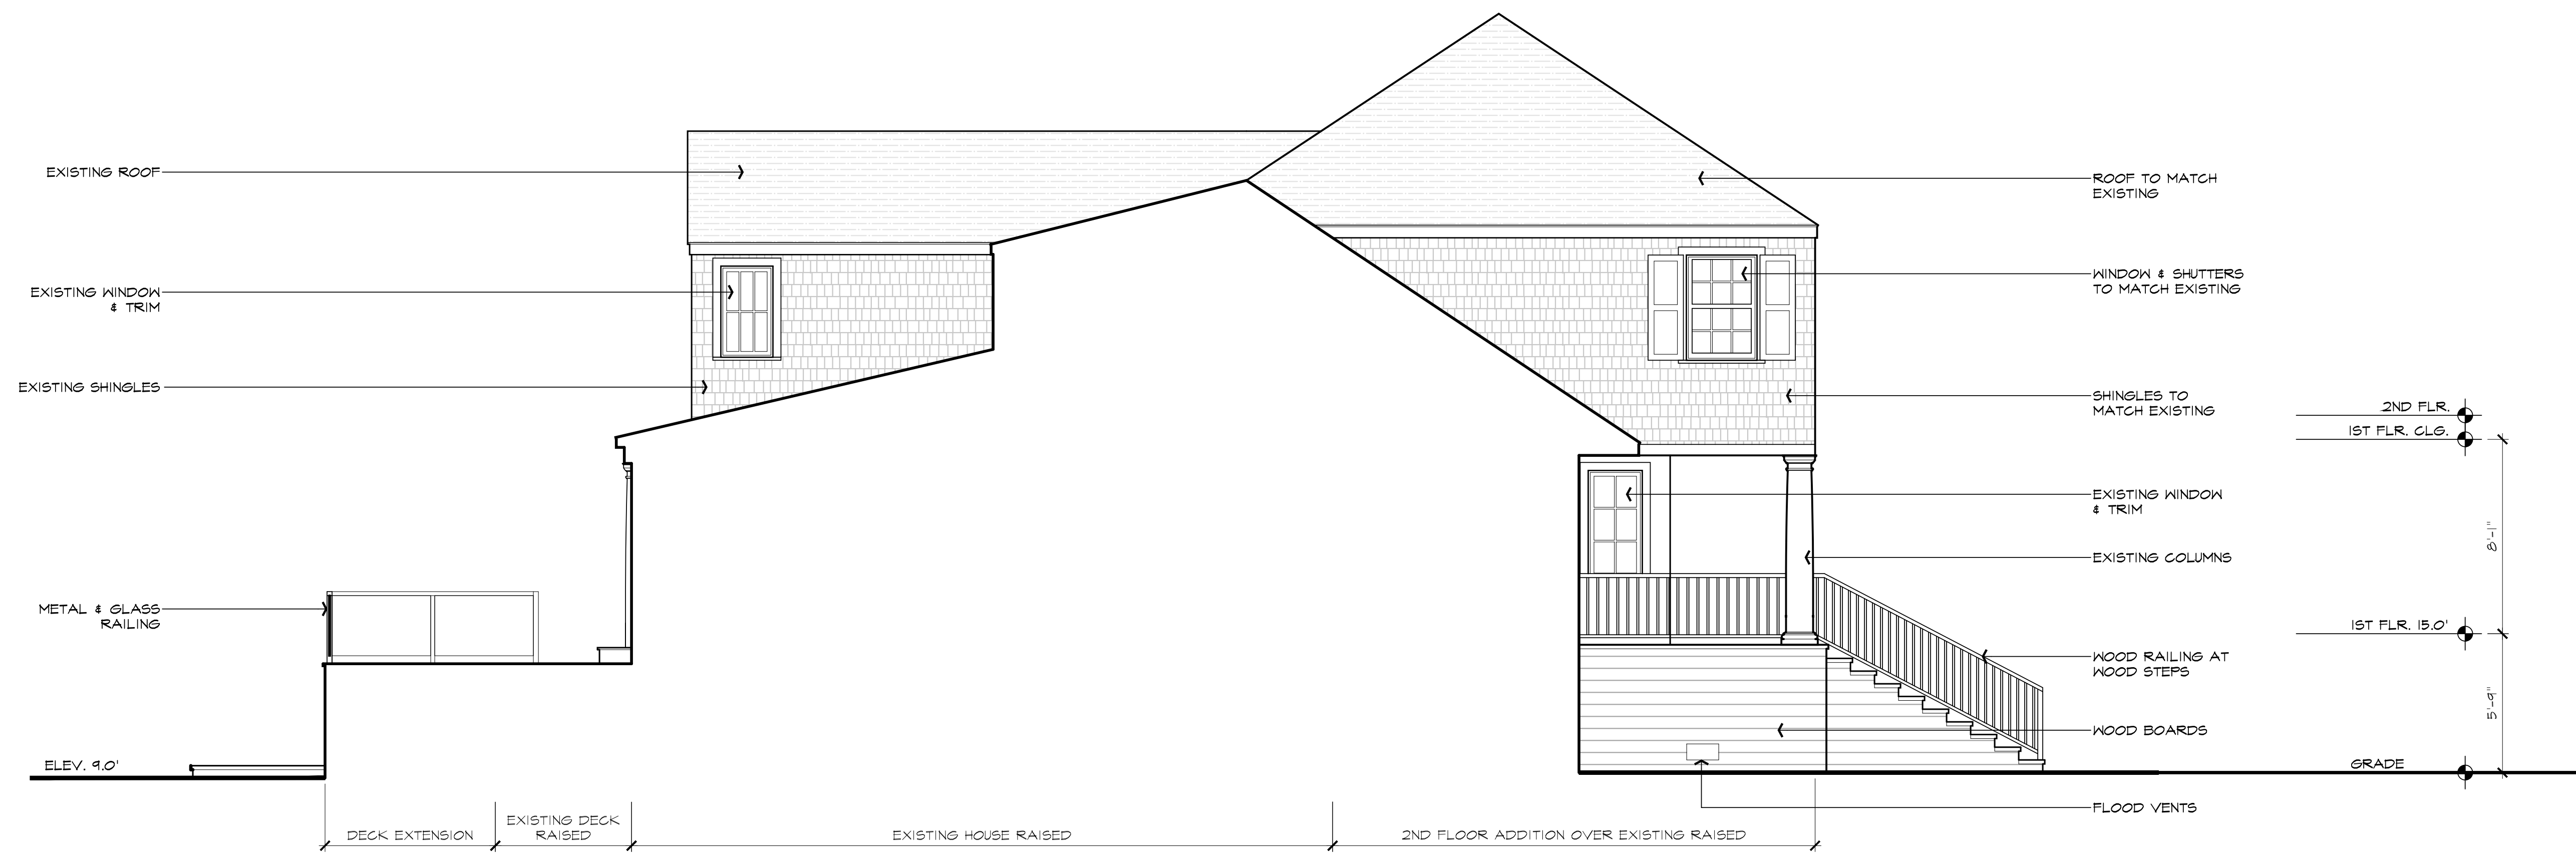 EXISTING ROOF
EXISTING WINDOW
& TRIM
EXISTING SHINGLES
METAL & GLASS
RAILING
ELEV. 9.0'
ROOF TO MATCH
EXISTING
WINDOW & SHUTTERS
TO MATCH EXISTING
SHINGLES TO
MATCH EXISTING
EXISTING WINDOW
& TRIM
EXISTING COLUMNS
WOOD RAILING AT
WOOD STEPS
WOOD BOARDS
FLOOD VENTS
2ND FLR.
1ST FLR. CLG.
8'-1"
1ST FLR. 15.0'
5'-9"
GRADE
DECK EXTENSION
EXISTING DECK
RAISED
EXISTING HOUSE RAISED
2ND FLOOR ADDITION OVER EXISTING RAISED